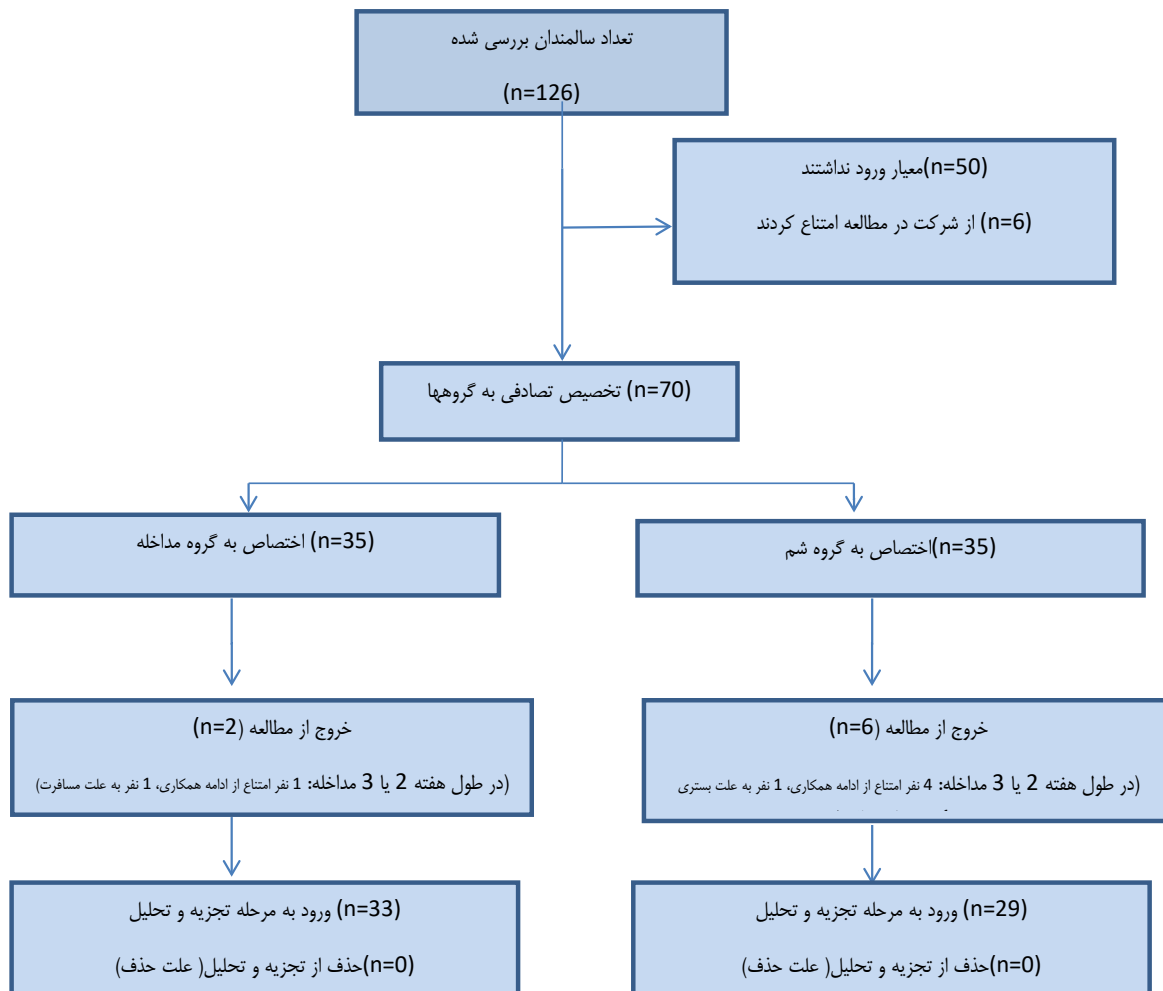 تعداد سالمندان بررسی شده
(n=126)
(n=50)معیار ورود نداشتند
(n=6) از شرکت در مطالعه امتناع کردند
(n=70) تخصیص تصادفی به گروهها
(n=35) اختصاص به گروه مداخله
(n=35)اختصاص به گروه شم
خروج از مطالعه (n=2)
(در طول هفته 2 یا 3 مداخله: 1 نفر امتناع از ادامه همکاری، 1 نفر به علت مسافرت)
خروج از مطالعه (n=6)
(در طول هفته 2 یا 3 مداخله: 4 نفر امتناع از ادامه همکاری، 1 نفر به علت بستری
(n=33) ورود به مرحله تجزیه و تحلیل
(n=0)حذف از تجزیه و تحلیل( علت حذف)
(n=29) ورود به مرحله تجزیه و تحلیل
(n=0)حذف از تجزیه و تحلیل( علت حذف)